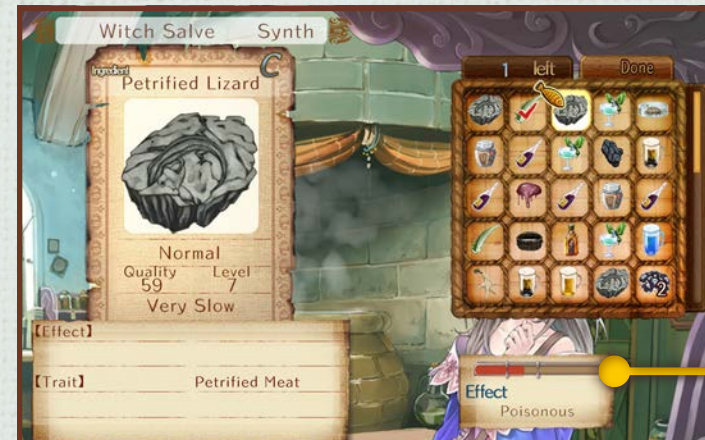 Witch Salve Synth
1 left Done
Ingredient C
Petrified Lizard
Normal
Quality Level
59 7
Very Slow
【Effect】
【Trait】 Petrified Meat
2
Effect
Poisonous